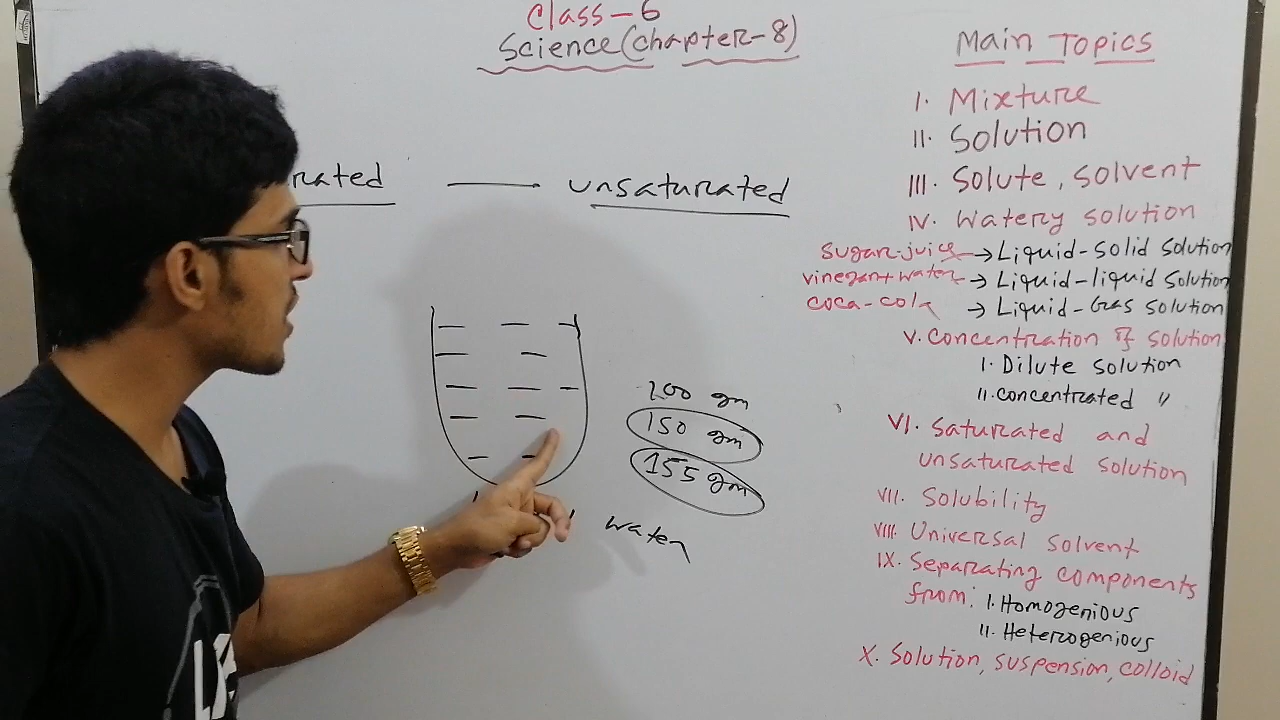 Class-6
Science(chapter-8)
rated — unsaturated
100 gm
150 gm
155 gm
water
Main Topics
I. Mixture
II. Solution
III. Solute, solvent
IV. Watery solution
sugar-juice → Liquid-solid solution
vinegar+water → Liquid-liquid solution
coca-cola → Liquid-Gas solution
V. Concentration of solution
I. Dilute solution
II. concentrated "
VI. Saturated and
unsaturated solution
VII. Solubility
VIII. Universal solvent
IX. Separating components
from: I. Homogenious
II. Heterogenious
X. Solution, suspension, colloid